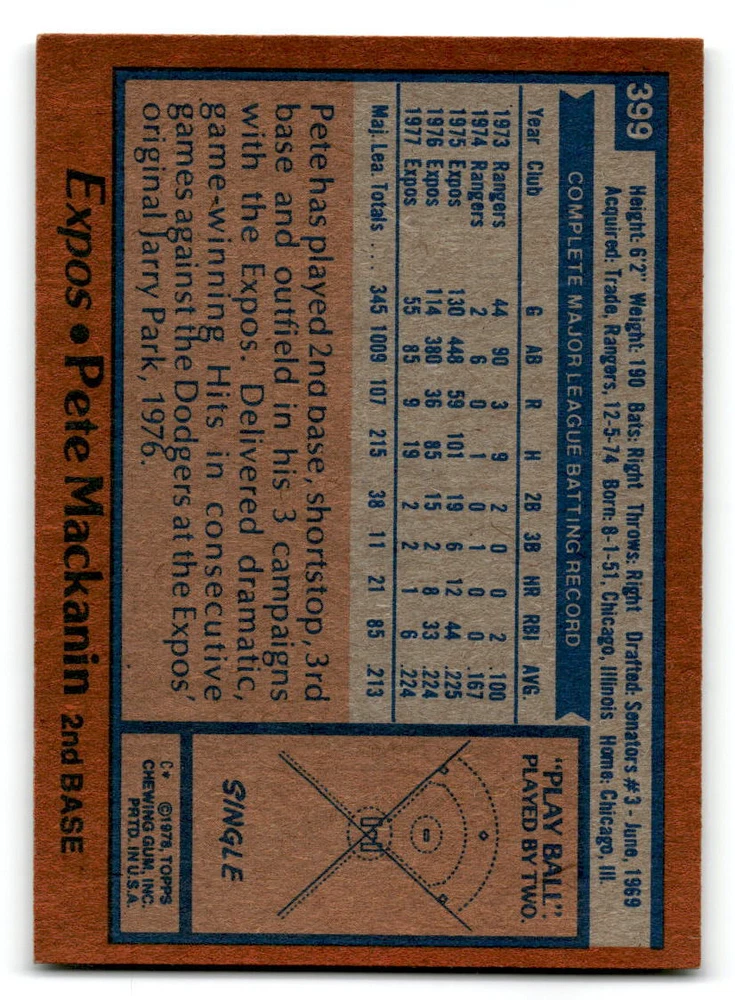 399
Height: 6'2" Weight: 190 Bats: Right Throws: Right Drafted: Senators #3 - June, 1969
Acquired: Trade, Rangers, 12-5-74 Born: 8-1-51, Chicago, Illinois Home: Chicago, Ill.
COMPLETE MAJOR LEAGUE BATTING RECORD
Year Club G AB R H 2B 3B HR RBI AVG.
1973 Rangers 44 90 3 9 2 0 0 2 .100
1974 Rangers 2 6 0 1 0 1 0 0 .167
1975 Expos 130 448 59 101 19 6 12 44 .225
1976 Expos 114 380 36 85 15 2 8 33 .224
1977 Expos 55 85 9 19 2 2 1 6 .224
Maj. Lea Totals ... 345 1009 107 215 38 11 21 85 .213
Pete has played 2nd base, shortstop, 3rd
base and outfield in his 3 campaigns
with the Expos. Delivered dramatic,
game-winning Hits in consecutive
games against the Dodgers at the Expos'
original Jarry Park, 1976.
"PLAY BALL"
PLAYED BY TWO.
SINGLE
C*
©1978, TOPPS
CHEWING GUM, INC.
PRTD. IN U.S.A.
Expos • Pete Mackanin 2nd BASE